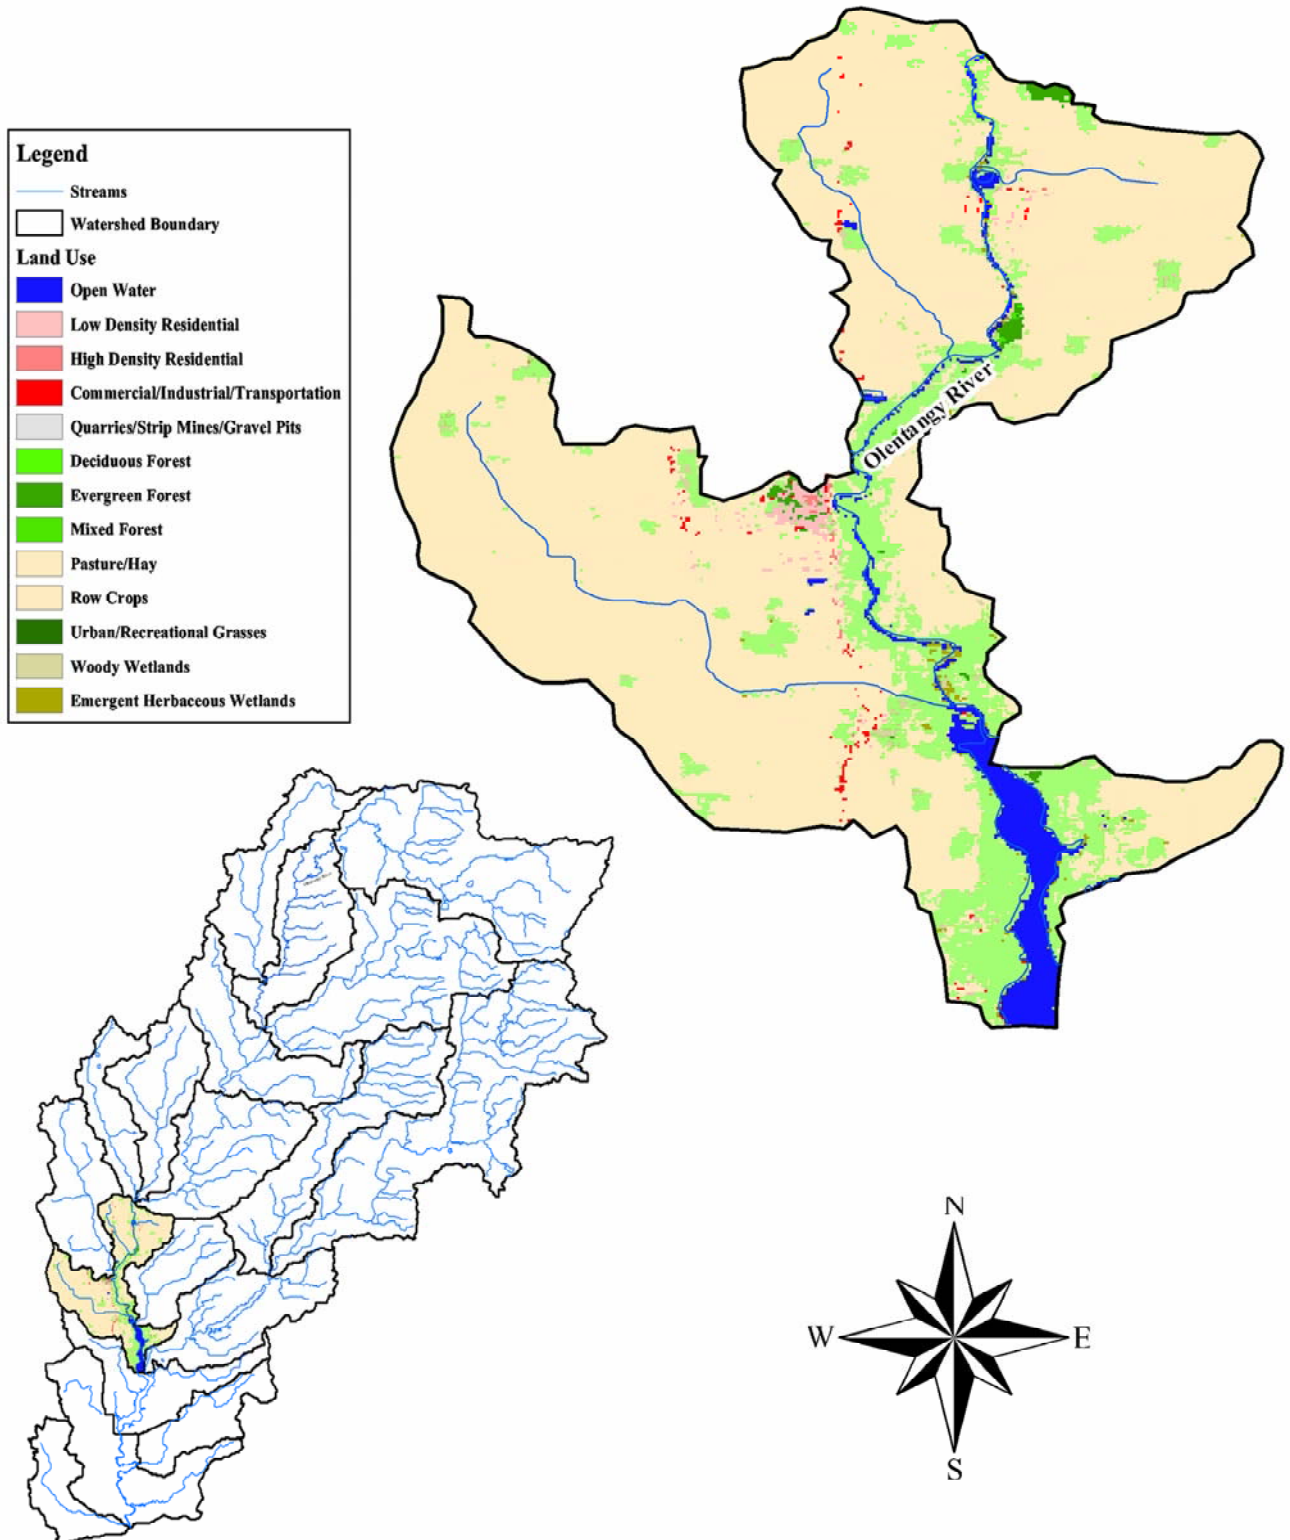 Legend
Streams
Watershed Boundary
Land Use
Open Water
Low Density Residential
High Density Residential
Commercial/Industrial/Transportation
Quarries/Strip Mines/Gravel Pits
Deciduous Forest
Evergreen Forest
Mixed Forest
Pasture/Hay
Row Crops
Urban/Recreational Grasses
Woody Wetlands
Emergent Herbaceous Wetlands
Olentangy River
N
W
E
S